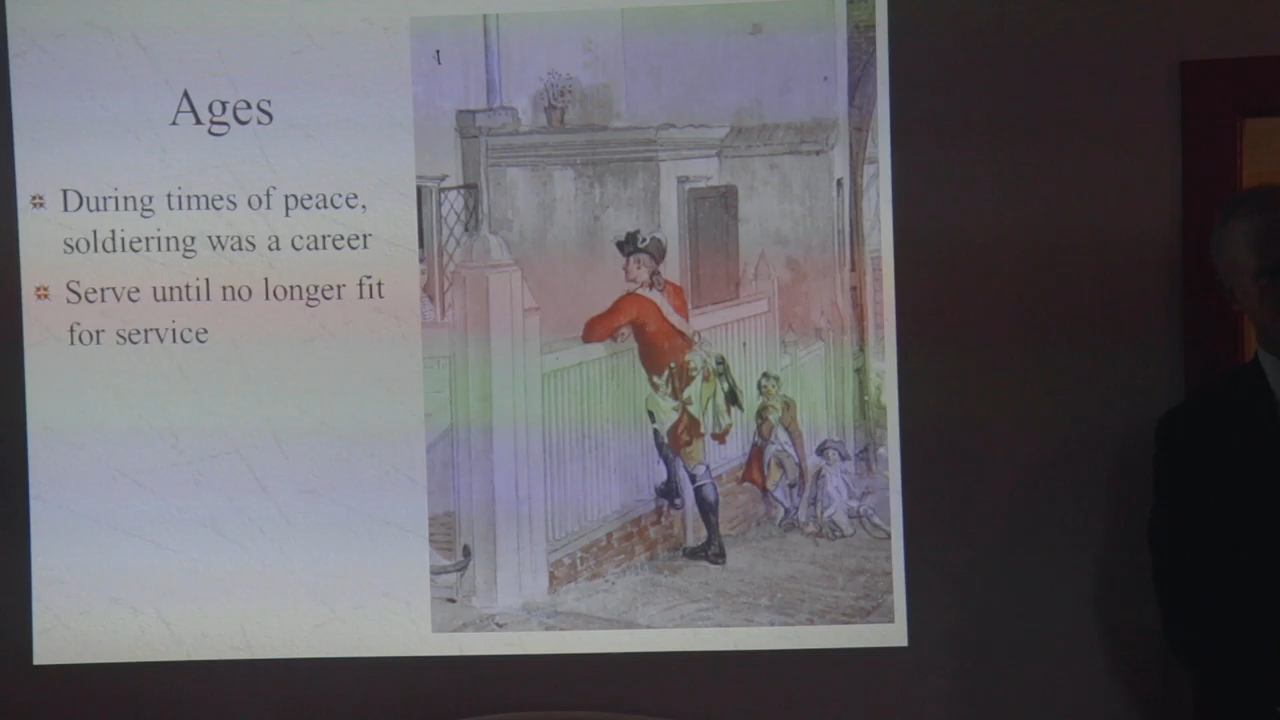 Ages
During times of peace,
soldiering was a career
Serve until no longer fit
for service